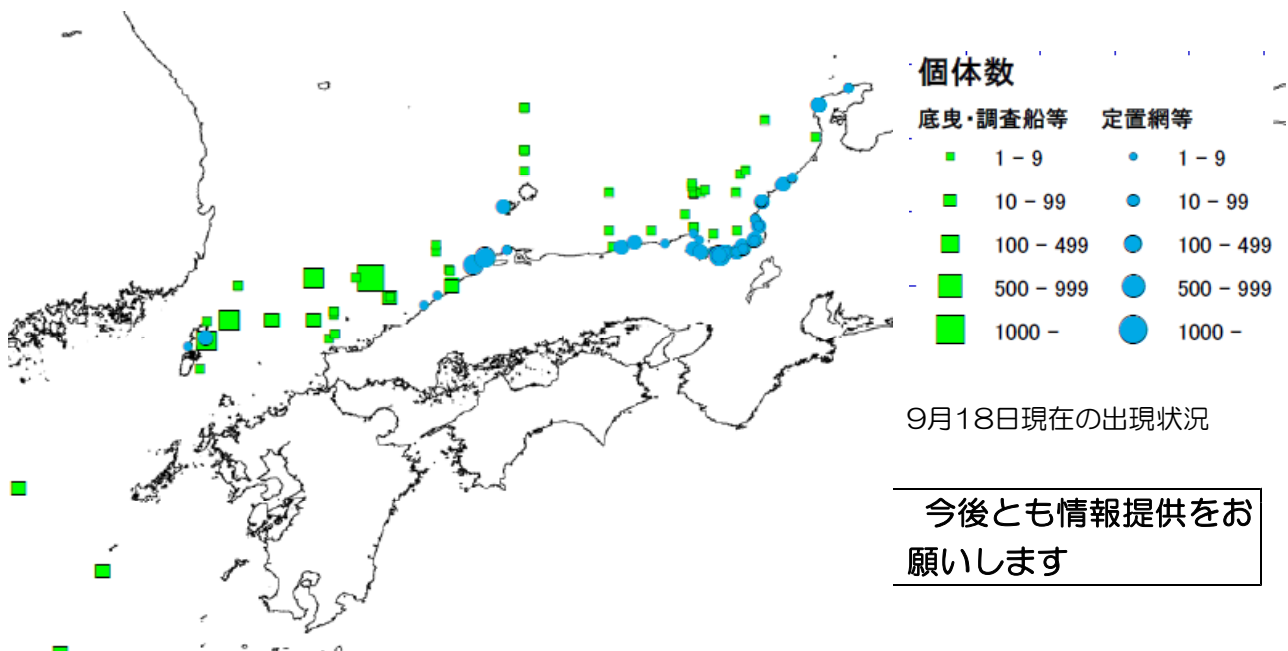 個体数
底曳・調査船等 定置網等
1 - 9 1 - 9
10 - 99 10 - 99
100 - 499 100 - 499
500 - 999 500 - 999
1000 - 1000 -
9月18日現在の出現状況
今後とも情報提供をお
願いします